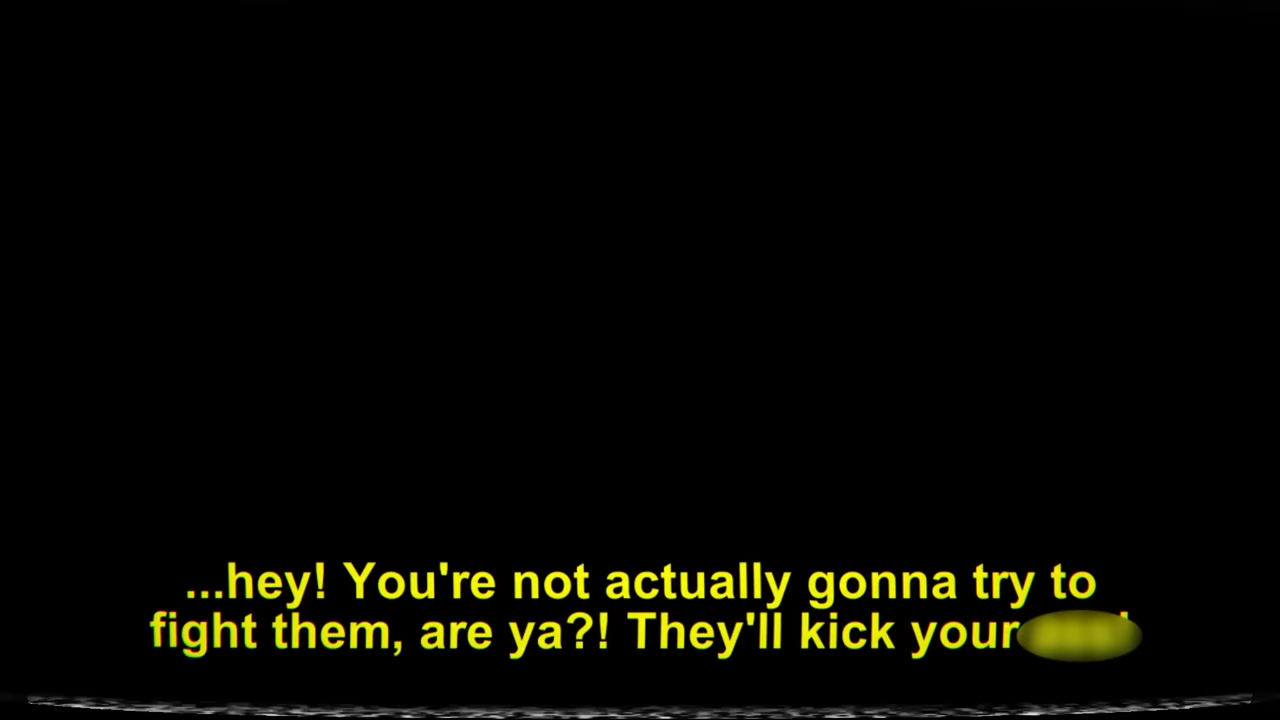 ...hey! You're not actually gonna try to
fight them, are ya?! They'll kick your